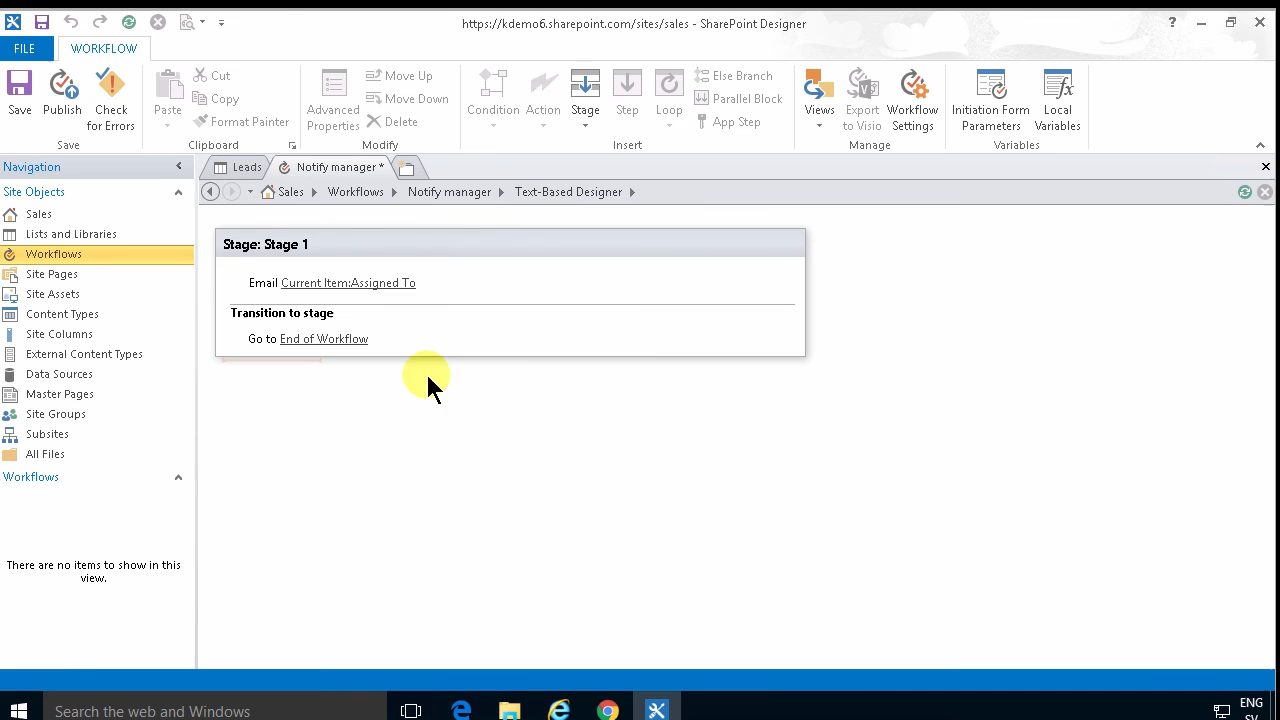 https://kdemo6.sharepoint.com/sites/sales - SharePoint Designer
?
FILE
WORKFLOW
Save
Publish
Check
for Errors
Save
Paste
Cut
Copy
Format Painter
Clipboard
Advanced
Properties
Move Up
Move Down
Delete
Modify
Condition
Action
Stage
Step
Loop
Else Branch
Parallel Block
App Step
Insert
Views
Export
to Visio
Workflow
Settings
Manage
Initiation Form
Parameters
Local
Variables
Variables
Navigation
Leads
Notify manager *
Site Objects
Sales
Workflows
Notify manager
Text-Based Designer
Sales
Lists and Libraries
Workflows
Site Pages
Site Assets
Content Types
Site Columns
External Content Types
Data Sources
Master Pages
Site Groups
Subsites
All Files
Workflows
There are no items to show in this
view.
Stage: Stage 1
Email Current Item:Assigned To
Transition to stage
Go to End of Workflow
Search the web and Windows
ENG
SV